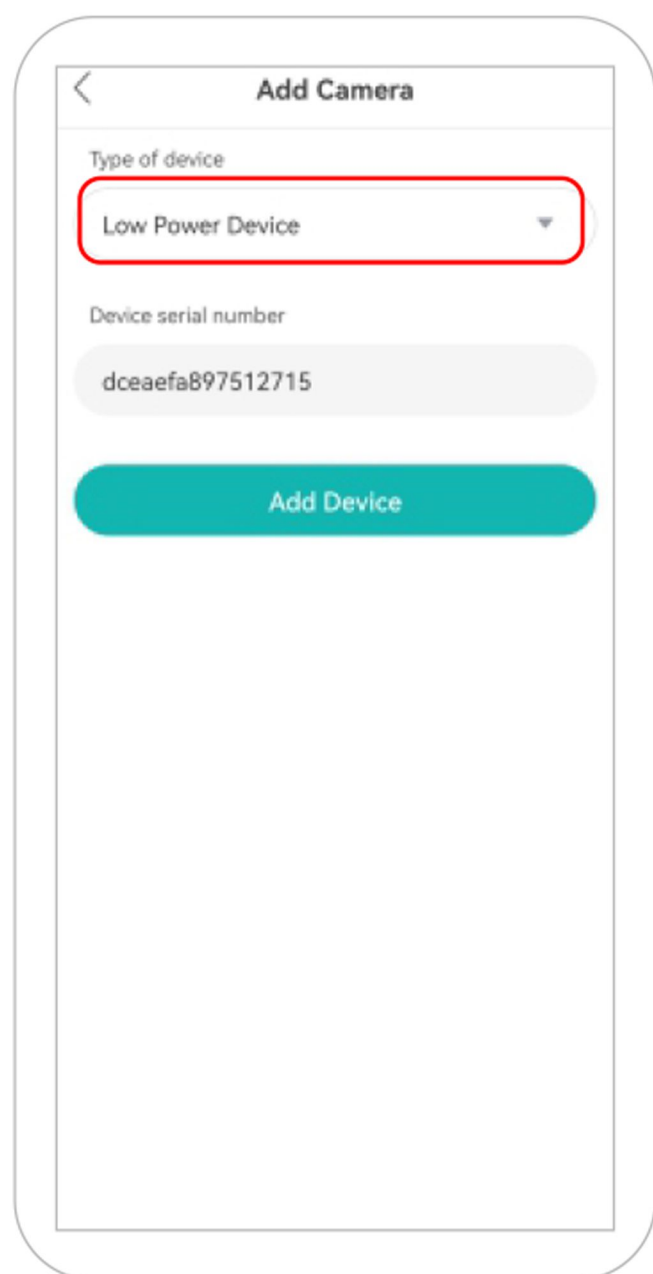 Add Camera
Type of device
Low Power Device
Device serial number
dceaefa897512715
Add Device